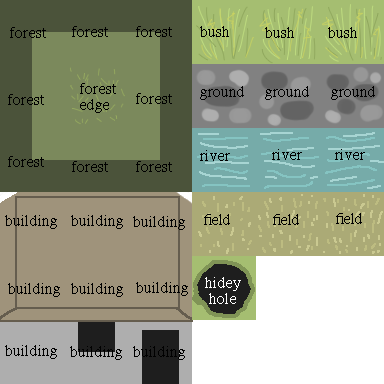 forest forest forest bush bush bush
forest forest forest ground ground ground
edge
forest forest forest river river river
building building building field field field
building building building hidey
hole
building building building